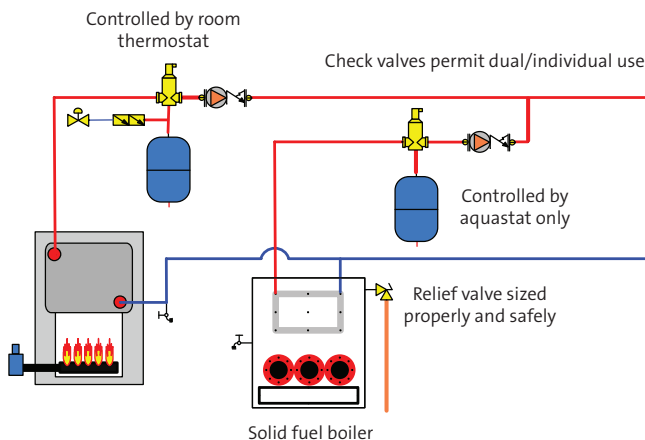 Controlled by room
thermostat
Check valves permit dual/individual use
Controlled by
aquastat only
Relief valve sized
properly and safely
Solid fuel boiler